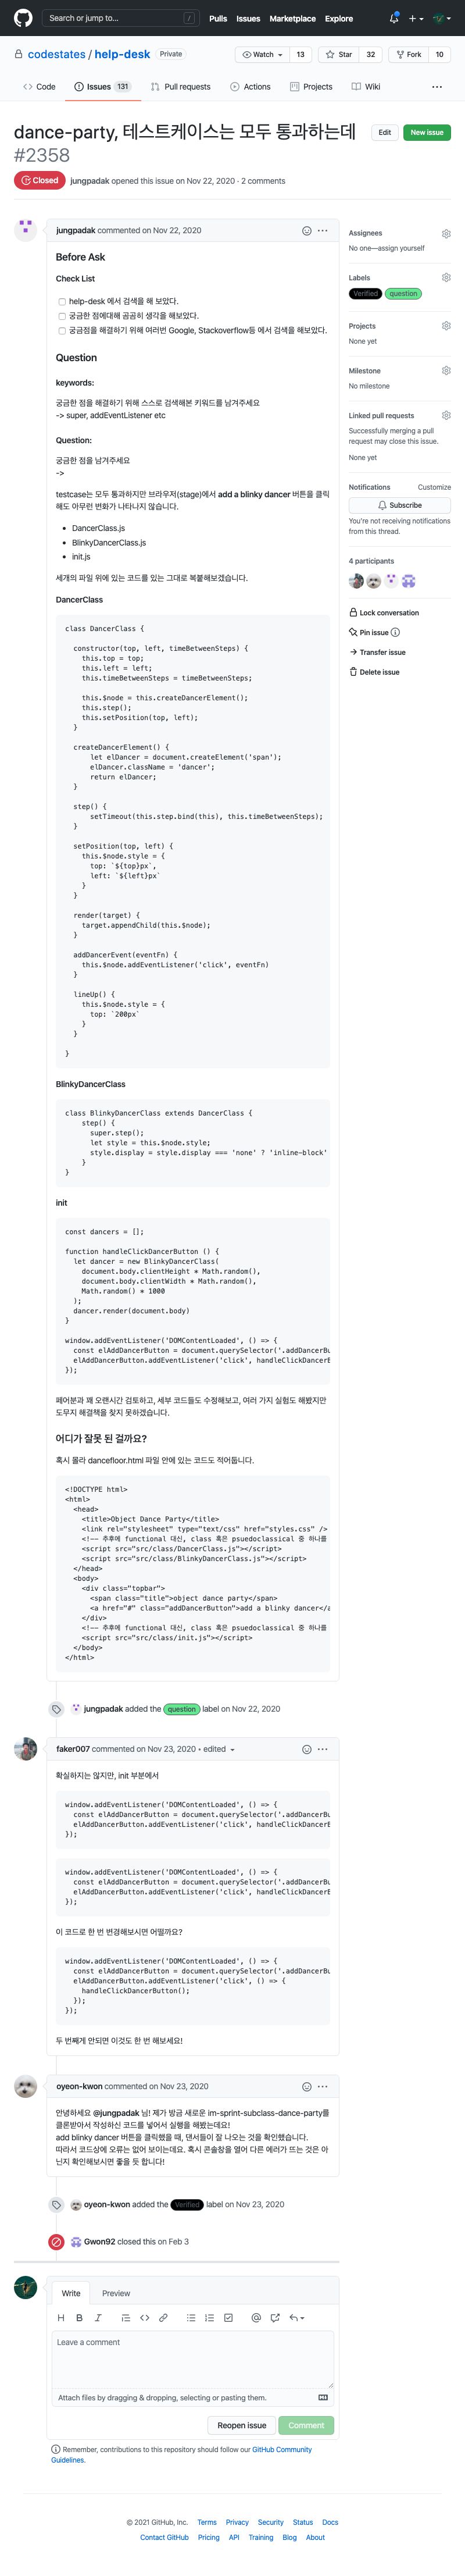 Search or jump to...
/
Pulls Issues Marketplace Explore
codestates / help-desk Private
Watch 13 Star 32 Fork 10
Code Issues 131 Pull requests Actions Projects Wiki
dance-party, 테스트케이스는 모두 통과하는데
#2358
Edit New issue
Closed jungpadak opened this issue on Nov 22, 2020 · 2 comments
jungpadak commented on Nov 22, 2020
Before Ask
Check List
help-desk 에서 검색을 해 보았다.
궁금한 점에대해 곰곰히 생각을 해보았다.
궁금점을 해결하기 위해 여러번 Google, Stackoverflow등 에서 검색을 해보았다.
Question
keywords:
궁금한 점을 해결하기 위해 스스로 검색해본 키워드를 남겨주세요
-> super, addEventListener etc
Question:
궁금한 점을 남겨주세요
->
testcase는 모두 통과하지만 브라우저(stage)에서 add a blinky dancer 버튼을 클릭
해도 아무런 변화가 나타나지 않습니다.
DancerClass.js
BlinkyDancerClass.js
init.js
세개의 파일 위에 있는 코드를 있는 그대로 복붙해보겠습니다.
DancerClass
class DancerClass {
constructor(top, left, timeBetweenSteps) {
this.top = top;
this.left = left;
this.timeBetweenSteps = timeBetweenSteps;
this.$node = this.createDancerElement();
this.step();
this.setPosition(top, left);
}
createDancerElement() {
let elDancer = document.createElement('span');
elDancer.className = 'dancer';
return elDancer;
}
step() {
setTimeout(this.step.bind(this), this.timeBetweenSteps);
}
setPosition(top, left) {
this.$node.style = {
top: `${top}px`,
left: `${left}px`
}
}
render(target) {
target.appendChild(this.$node);
}
addDancerEvent(eventFn) {
this.$node.addEventListener('click', eventFn)
}
lineUp() {
this.$node.style = {
top: `200px`
}
}
}
BlinkyDancerClass
class BlinkyDancerClass extends DancerClass {
step() {
super.step();
let style = this.$node.style;
style.display = style.display === 'none' ? 'inline-block'
}
}
init
const dancers = [];
function handleClickDancerButton () {
let dancer = new BlinkyDancerClass(
document.body.clientHeight * Math.random(),
document.body.clientWidth * Math.random(),
Math.random() * 1000
);
dancer.render(document.body)
}
window.addEventListener('DOMContentLoaded', () => {
const elAddDancerButton = document.querySelector('.addDancerBu
elAddDancerButton.addEventListener('click', handleClickDancerB
});
페어분과 꽤 오랜시간 검토하고, 세부 코드들도 수정해보고, 여러 가지 실험도 해봤지만
도무지 해결책을 찾지 못하겠습니다.
어디가 잘못 된 걸까요?
혹시 몰라 dancefloor.html 파일 안에 있는 코드도 적어둡니다.
<!DOCTYPE html>
<html>
<head>
<title>Object Dance Party</title>
<link rel="stylesheet" type="text/css" href="styles.css" />
<!-- 추후에 functional 대신, class 혹은 psuedoclassical 중 하나를
<script src="src/class/DancerClass.js"></script>
<script src="src/class/BlinkyDancerClass.js"></script>
</head>
<body>
<div class="topbar">
<span class="title">object dance party</span>
<a href="#" class="addDancerButton">add a blinky dancer</a
</div>
<!-- 추후에 functional 대신, class 혹은 psuedoclassical 중 하나를
<script src="src/class/init.js"></script>
</body>
</html>
jungpadak added the question label on Nov 22, 2020
faker007 commented on Nov 23, 2020 • edited
확실하지는 않지만, init 부분에서
window.addEventListener('DOMContentLoaded', () => {
const elAddDancerButton = document.querySelector('.addDancerBu
elAddDancerButton.addEventListener('click', handleClickDancerB
});
window.addEventListener('DOMContentLoaded', () => {
const elAddDancerButton = document.querySelector('.addDancerBu
elAddDancerButton.addEventListener('click', handleClickDancerB
});
이 코드로 한 번 변경해보시면 어떨까요?
window.addEventListener('DOMContentLoaded', () => {
const elAddDancerButton = document.querySelector('.addDancerBu
elAddDancerButton.addEventListener('click', () => {
handleClickDancerButton();
});
});
두 번째게 안되면 이것도 한 번 해보세요!
oyeon-kwon commented on Nov 23, 2020
안녕하세요 @jungpadak 님! 제가 방금 새로운 im-sprint-subclass-dance-party를
클론받아서 작성하신 코드를 넣어서 실행을 해봤는데요!
add blinky dancer 버튼을 클릭했을 때, 댄서들이 잘 나오는 것을 확인했습니다.
따라서 코드상에 오류는 없어 보이는데요. 혹시 콘솔창을 열어 다른 에러가 뜨는 것은 아
닌지 확인해보시면 좋을 듯 합니다!
oyeon-kwon added the Verified label on Nov 23, 2020
Gwon92 closed this on Feb 3
Write Preview
Leave a comment
Attach files by dragging & dropping, selecting or pasting them.
Reopen issue Comment
Remember, contributions to this repository should follow our GitHub Community
Guidelines.
Assignees
No one—assign yourself
Labels
Verified question
Projects
None yet
Milestone
No milestone
Linked pull requests
Successfully merging a pull
request may close this issue.
None yet
Notifications Customize
Subscribe
You're not receiving notifications
from this thread.
4 participants
Lock conversation
Pin issue
Transfer issue
Delete issue
© 2021 GitHub, Inc. Terms Privacy Security Status Docs
Contact GitHub Pricing API Training Blog About